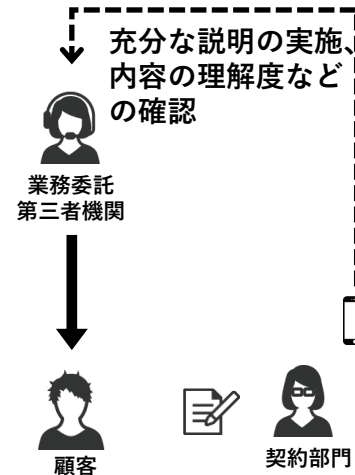 充分な説明の実施、
内容の理解度など
の確認
業務委託
第三者機関
顧客
契約部門